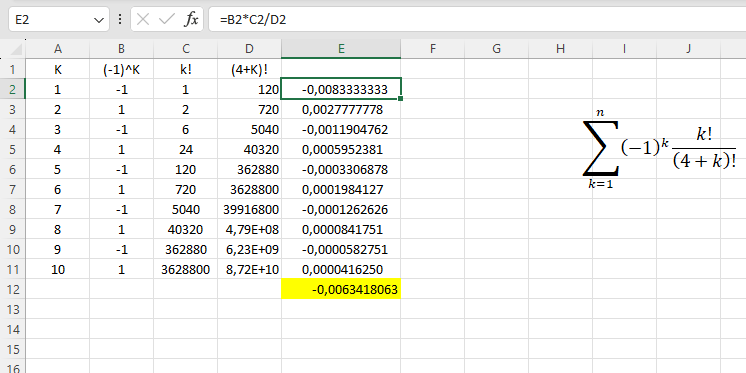 E2 fx =B2*C2/D2
A B C D E F G H I J
1 K (-1)^K k! (4+K)!
2 1 -1 1 120 -0,0083333333
3 2 1 2 720 0,0027777778
4 3 -1 6 5040 -0,0011904762
5 4 1 24 40320 0,0005952381
6 5 -1 120 362880 -0,0003306878
7 6 1 720 3628800 0,0001984127
8 7 -1 5040 39916800 -0,0001262626
9 8 1 40320 4,79E+08 0,0000841751
10 9 -1 362880 6,23E+09 -0,0000582751
11 10 1 3628800 8,72E+10 0,0000416250
12 -0,0063418063
13
14
15
16
n
∑ (−1)^k k!/(4 + k)!
k=1